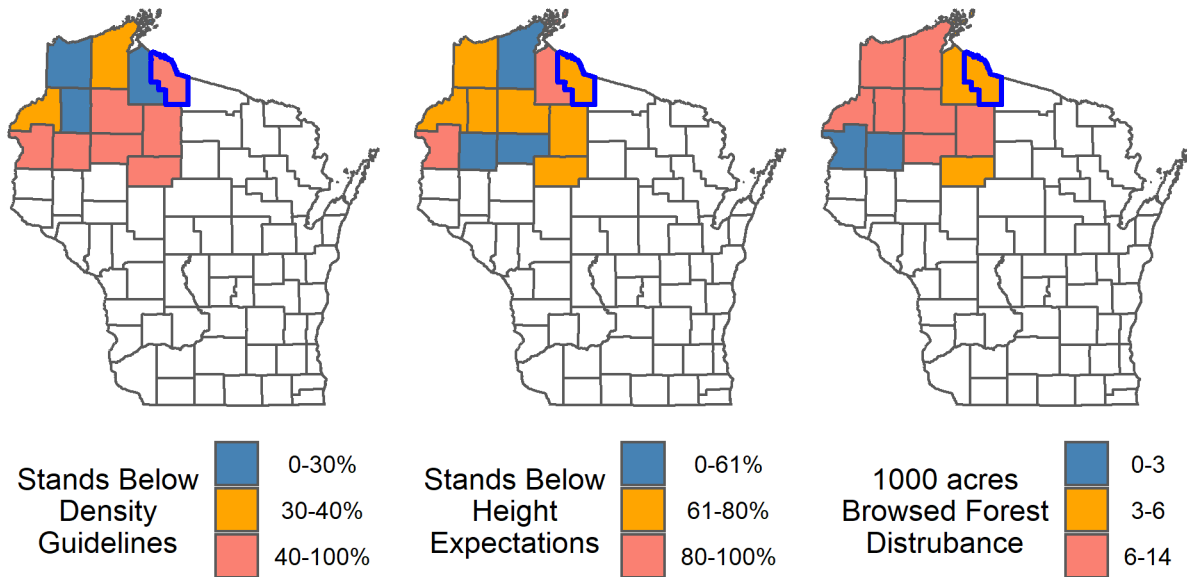 Stands Below
Density
Guidelines
0-30%
30-40%
40-100%
Stands Below
Height
Expectations
0-61%
61-80%
80-100%
1000 acres
Browsed Forest
Distrubance
0-3
3-6
6-14